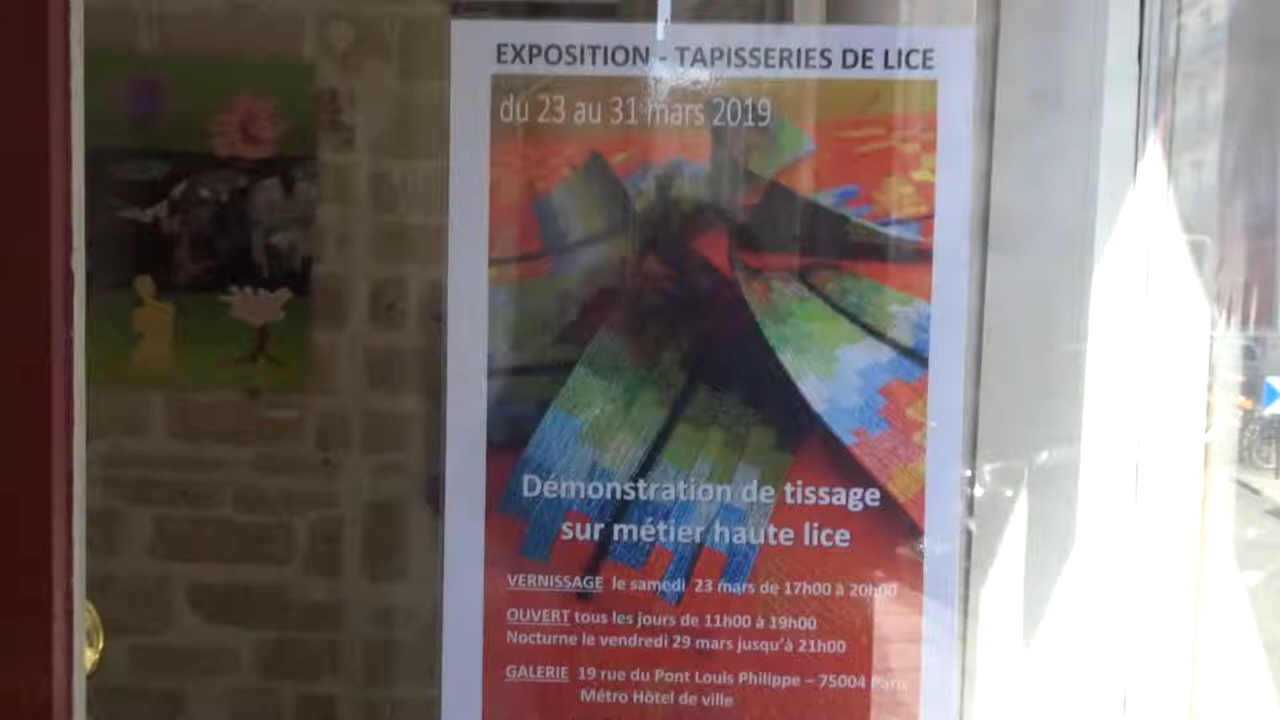 EXPOSITION - TAPISSERIES DE LICE
du 23 au 31 mars 2019
Démonstration de tissage
sur métier haute lice
VERNISSAGE le samedi 23 mars de 17h00 à 20h00
OUVERT tous les jours de 11h00 à 19h00
Nocturne le vendredi 29 mars jusqu'à 21h00
GALERIE 19 rue du Pont Louis Philippe – 75004 Paris
Métro Hôtel de ville